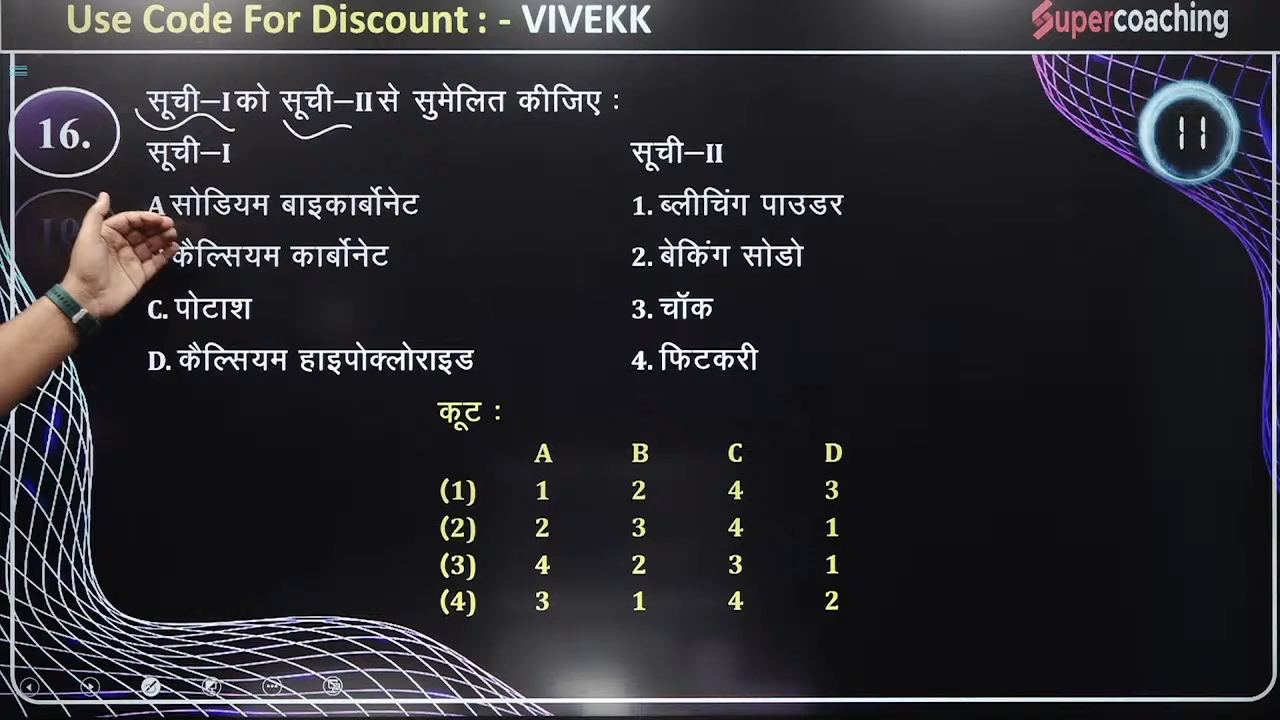 Use Code For Discount : - VIVEKK
Supercoaching
16.
11
सूची–I को सूची–II से सुमेलित कीजिए :
सूची–I सूची–II
A सोडियम बाइकार्बोनेट 1. ब्लीचिंग पाउडर
कैल्सियम कार्बोनेट 2. बेकिंग सोडो
C. पोटाश 3. चॉक
D. कैल्सियम हाइपोक्लोराइड 4. फिटकरी
कूट :
A B C D
(1) 1 2 4 3
(2) 2 3 4 1
(3) 4 2 3 1
(4) 3 1 4 2